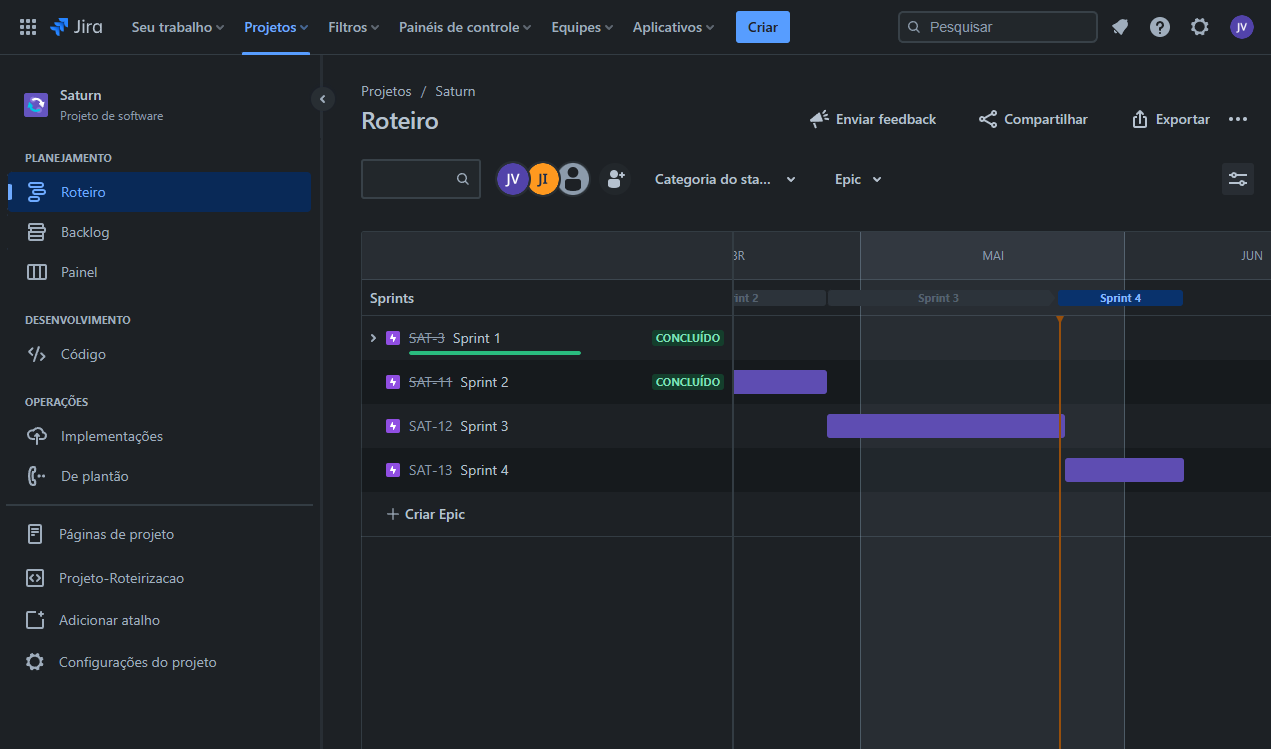 Jira Seu trabalho Projetos Filtros Painéis de controle Equipes Aplicativos Criar Pesquisar JV
Saturn
Projeto de software
PLANEJAMENTO
Roteiro
Backlog
Painel
DESENVOLVIMENTO
Código
OPERAÇÕES
Implementações
De plantão
Páginas de projeto
Projeto-Roteirizacao
Adicionar atalho
Configurações do projeto
Projetos / Saturn
Roteiro
Enviar feedback Compartilhar Exportar
JV JI Categoria do sta... Epic
BR MAI JUN
Sprints int 2 Sprint 3 Sprint 4
SAT-3 Sprint 1 CONCLUÍDO
SAT-11 Sprint 2 CONCLUÍDO
SAT-12 Sprint 3
SAT-13 Sprint 4
+ Criar Epic